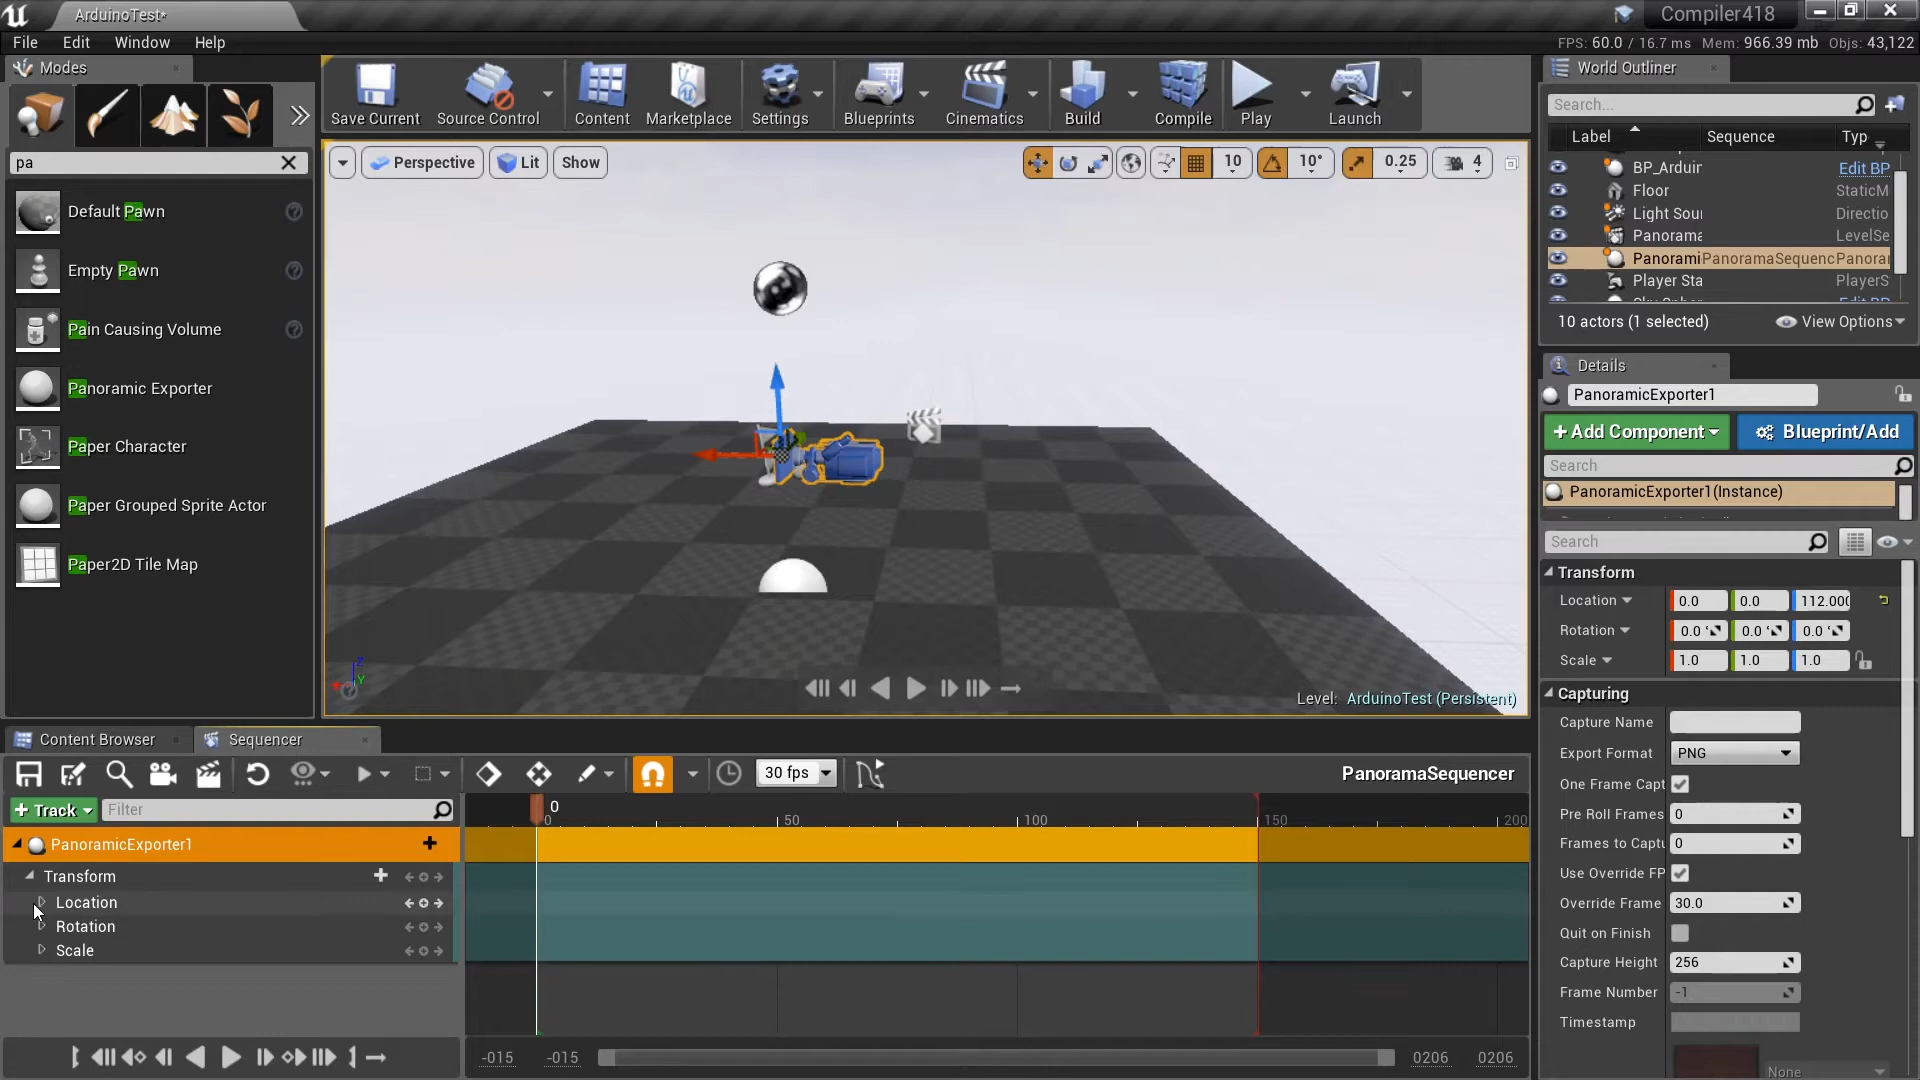 ArduinoTest*
Compiler418
File Edit Window Help
FPS: 60.0 / 16.7 ms Mem: 966.39 mb Objs: 43,122
Modes
pa
Default Pawn
Empty Pawn
Pain Causing Volume
Panoramic Exporter
Paper Character
Paper Grouped Sprite Actor
Paper2D Tile Map
Save Current Source Control Content Marketplace Settings Blueprints Cinematics Build Compile Play Launch
Perspective Lit Show 10 10° 0.25 4
Level: ArduinoTest (Persistent)
World Outliner
Search...
Label Sequence Typ
BP_Arduin Edit BP
Floor StaticM
Light Sour Directio
Panorama LevelSe
Panorami PanoramaSequenc Panorar
Player Sta PlayerS
10 actors (1 selected) View Options
Details
PanoramicExporter1
+ Add Component Blueprint/Add
Search
PanoramicExporter1(Instance)
Search
Transform
Location 0.0 0.0 112.000
Rotation 0.0 ° 0.0 ° 0.0 °
Scale 1.0 1.0 1.0
Capturing
Capture Name
Export Format PNG
One Frame Capt
Pre Roll Frames 0
Frames to Captu 0
Use Override FP
Override Frame 30.0
Quit on Finish
Capture Height 256
Frame Number -1
Timestamp
None
Content Browser Sequencer
30 fps PanoramaSequencer
+ Track Filter
0
0 50 100 150 200
PanoramicExporter1
Transform
Location
Rotation
Scale
-015 -015 0206 0206